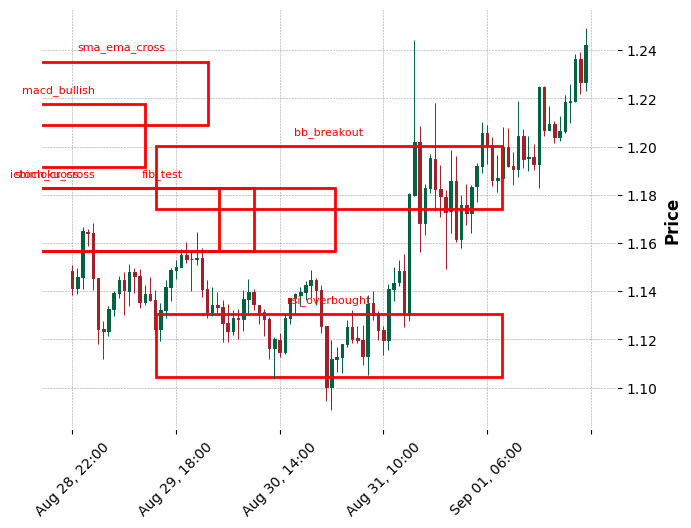 sma_ema_cross
macd_bullish
bb_breakout
stoch_cross
fib_test
rsi_overbought
1.24
1.22
1.20
1.18
1.16
1.14
1.12
1.10
Price
Aug 28, 22:00
Aug 29, 18:00
Aug 30, 14:00
Aug 31, 10:00
Sep 01, 06:00